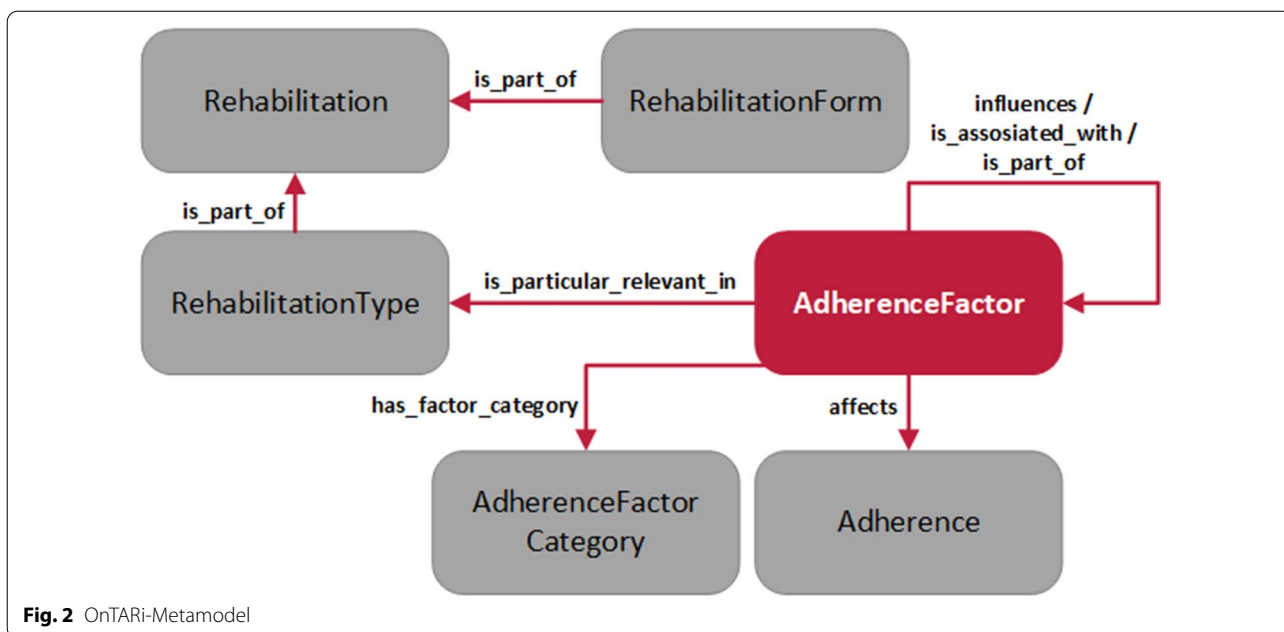 Rehabilitation
is_part_of
RehabilitationForm
influences /
is_assosiated_with /
is_part_of
is_part_of
RehabilitationType
is_particular_relevant_in
AdherenceFactor
has_factor_category
affects
AdherenceFactor
Category
Adherence
Fig. 2 OnTARi-Metamodel